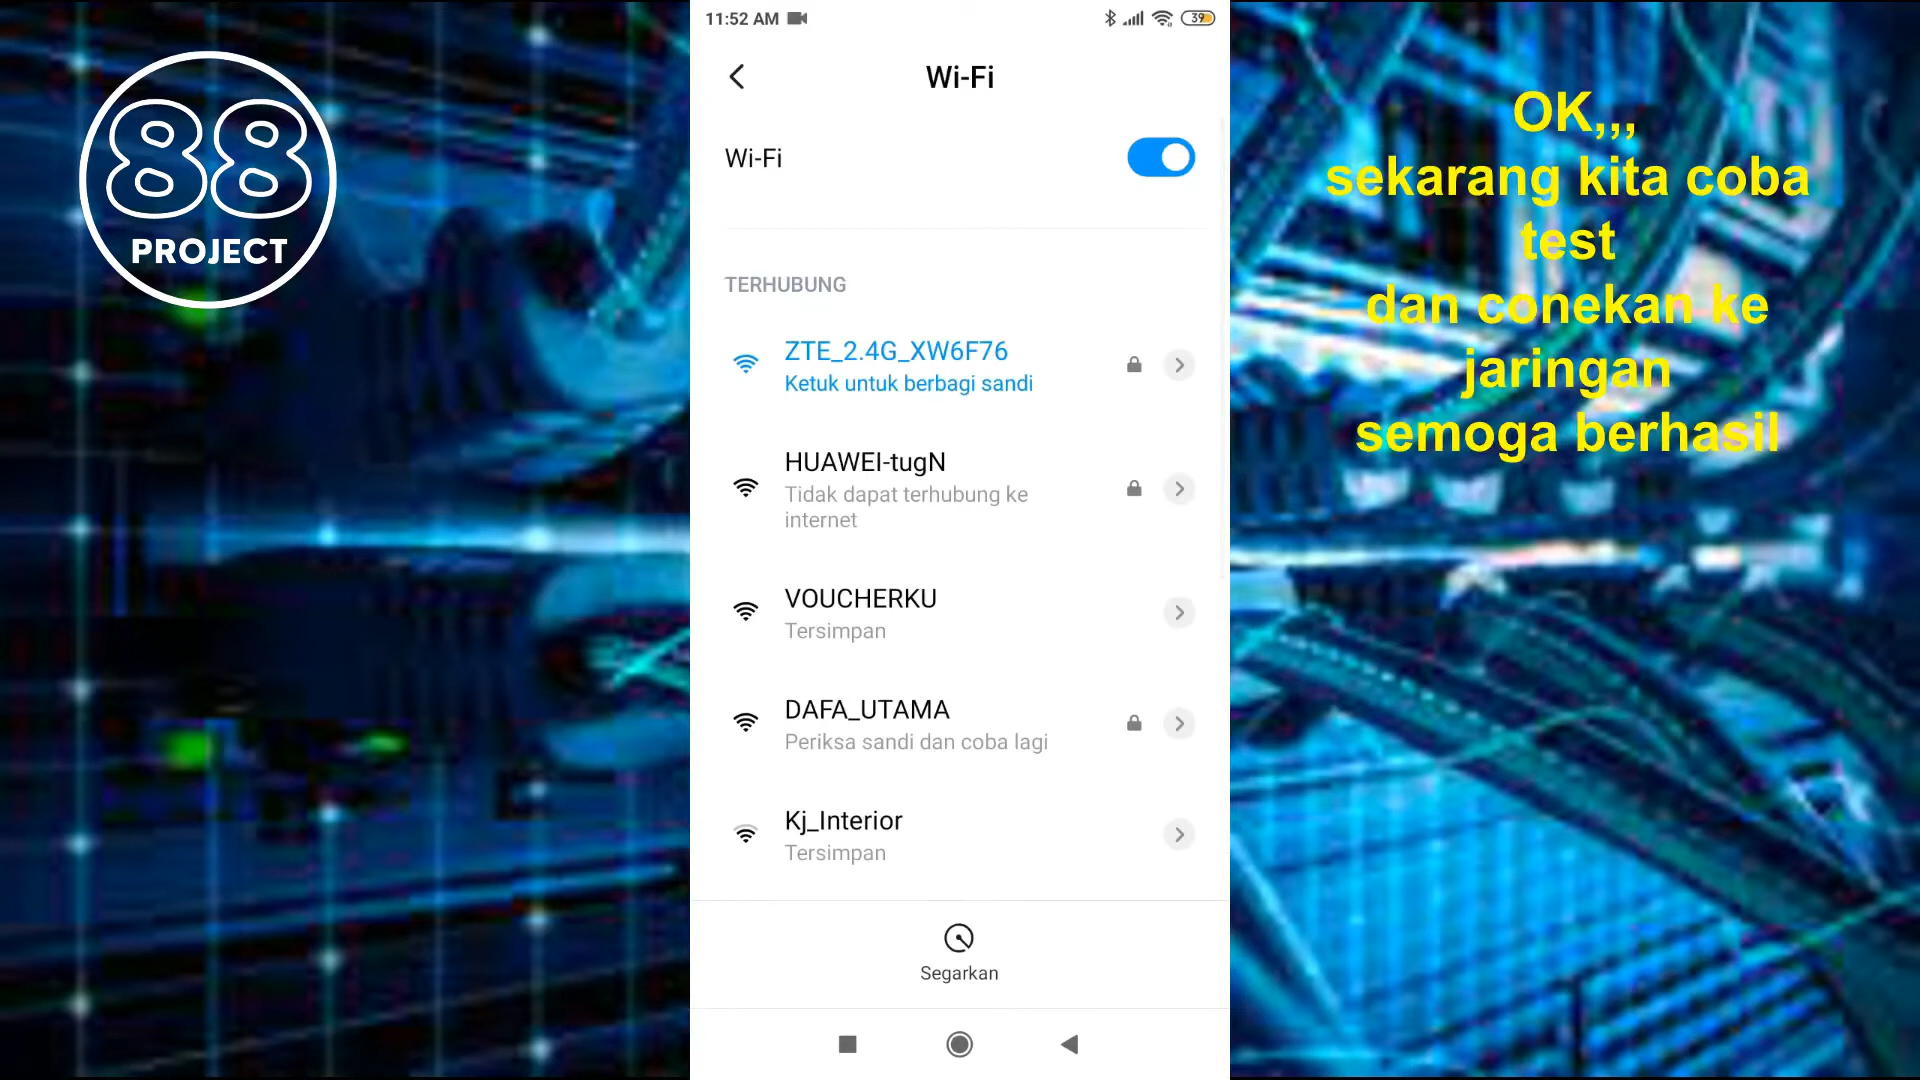 88
PROJECT
11:52 AM
39
Wi-Fi
Wi-Fi
TERHUBUNG
ZTE_2.4G_XW6F76
Ketuk untuk berbagi sandi
HUAWEI-tugN
Tidak dapat terhubung ke
internet
VOUCHERKU
Tersimpan
DAFA_UTAMA
Periksa sandi dan coba lagi
Kj_Interior
Tersimpan
Segarkan
OK,,,
sekarang kita coba
test
dan conekan ke
jaringan
semoga berhasil